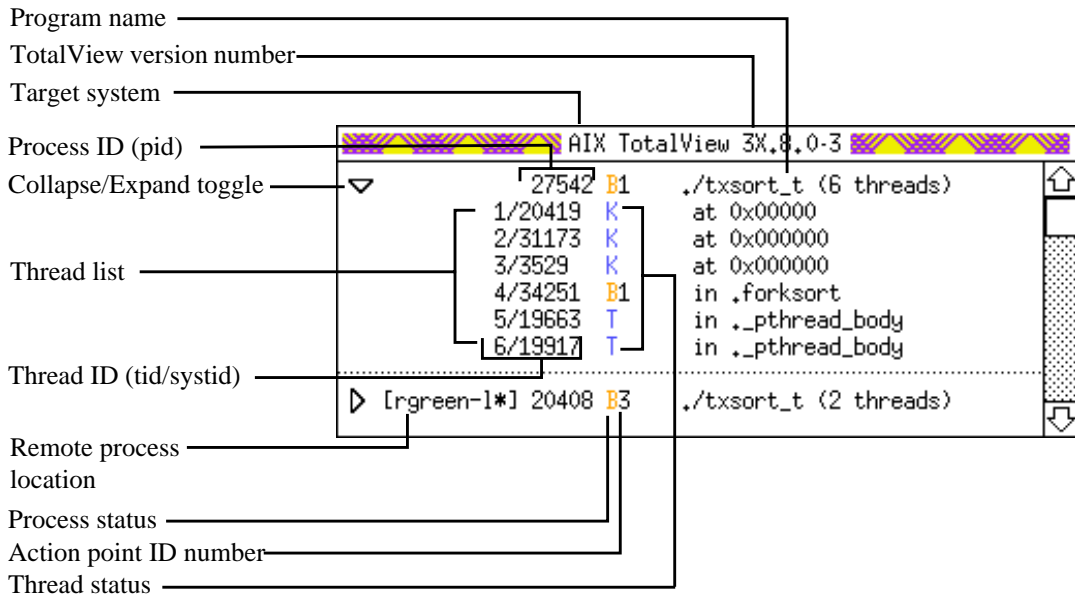 Program name
TotalView version number
Target system
AIX TotalView 3X.8.0-3
Process ID (pid)
Collapse/Expand toggle
27542 B1 ./txsort_t (6 threads)
1/20419 K at 0x00000
2/31173 K at 0x000000
3/3529 K at 0x000000
Thread list
4/34251 B1 in .forksort
5/19663 T in ._pthread_body
6/19917 T in ._pthread_body
Thread ID (tid/systid)
[rgreen-l*] 20408 B3 ./txsort_t (2 threads)
Remote process
location
Process status
Action point ID number
Thread status